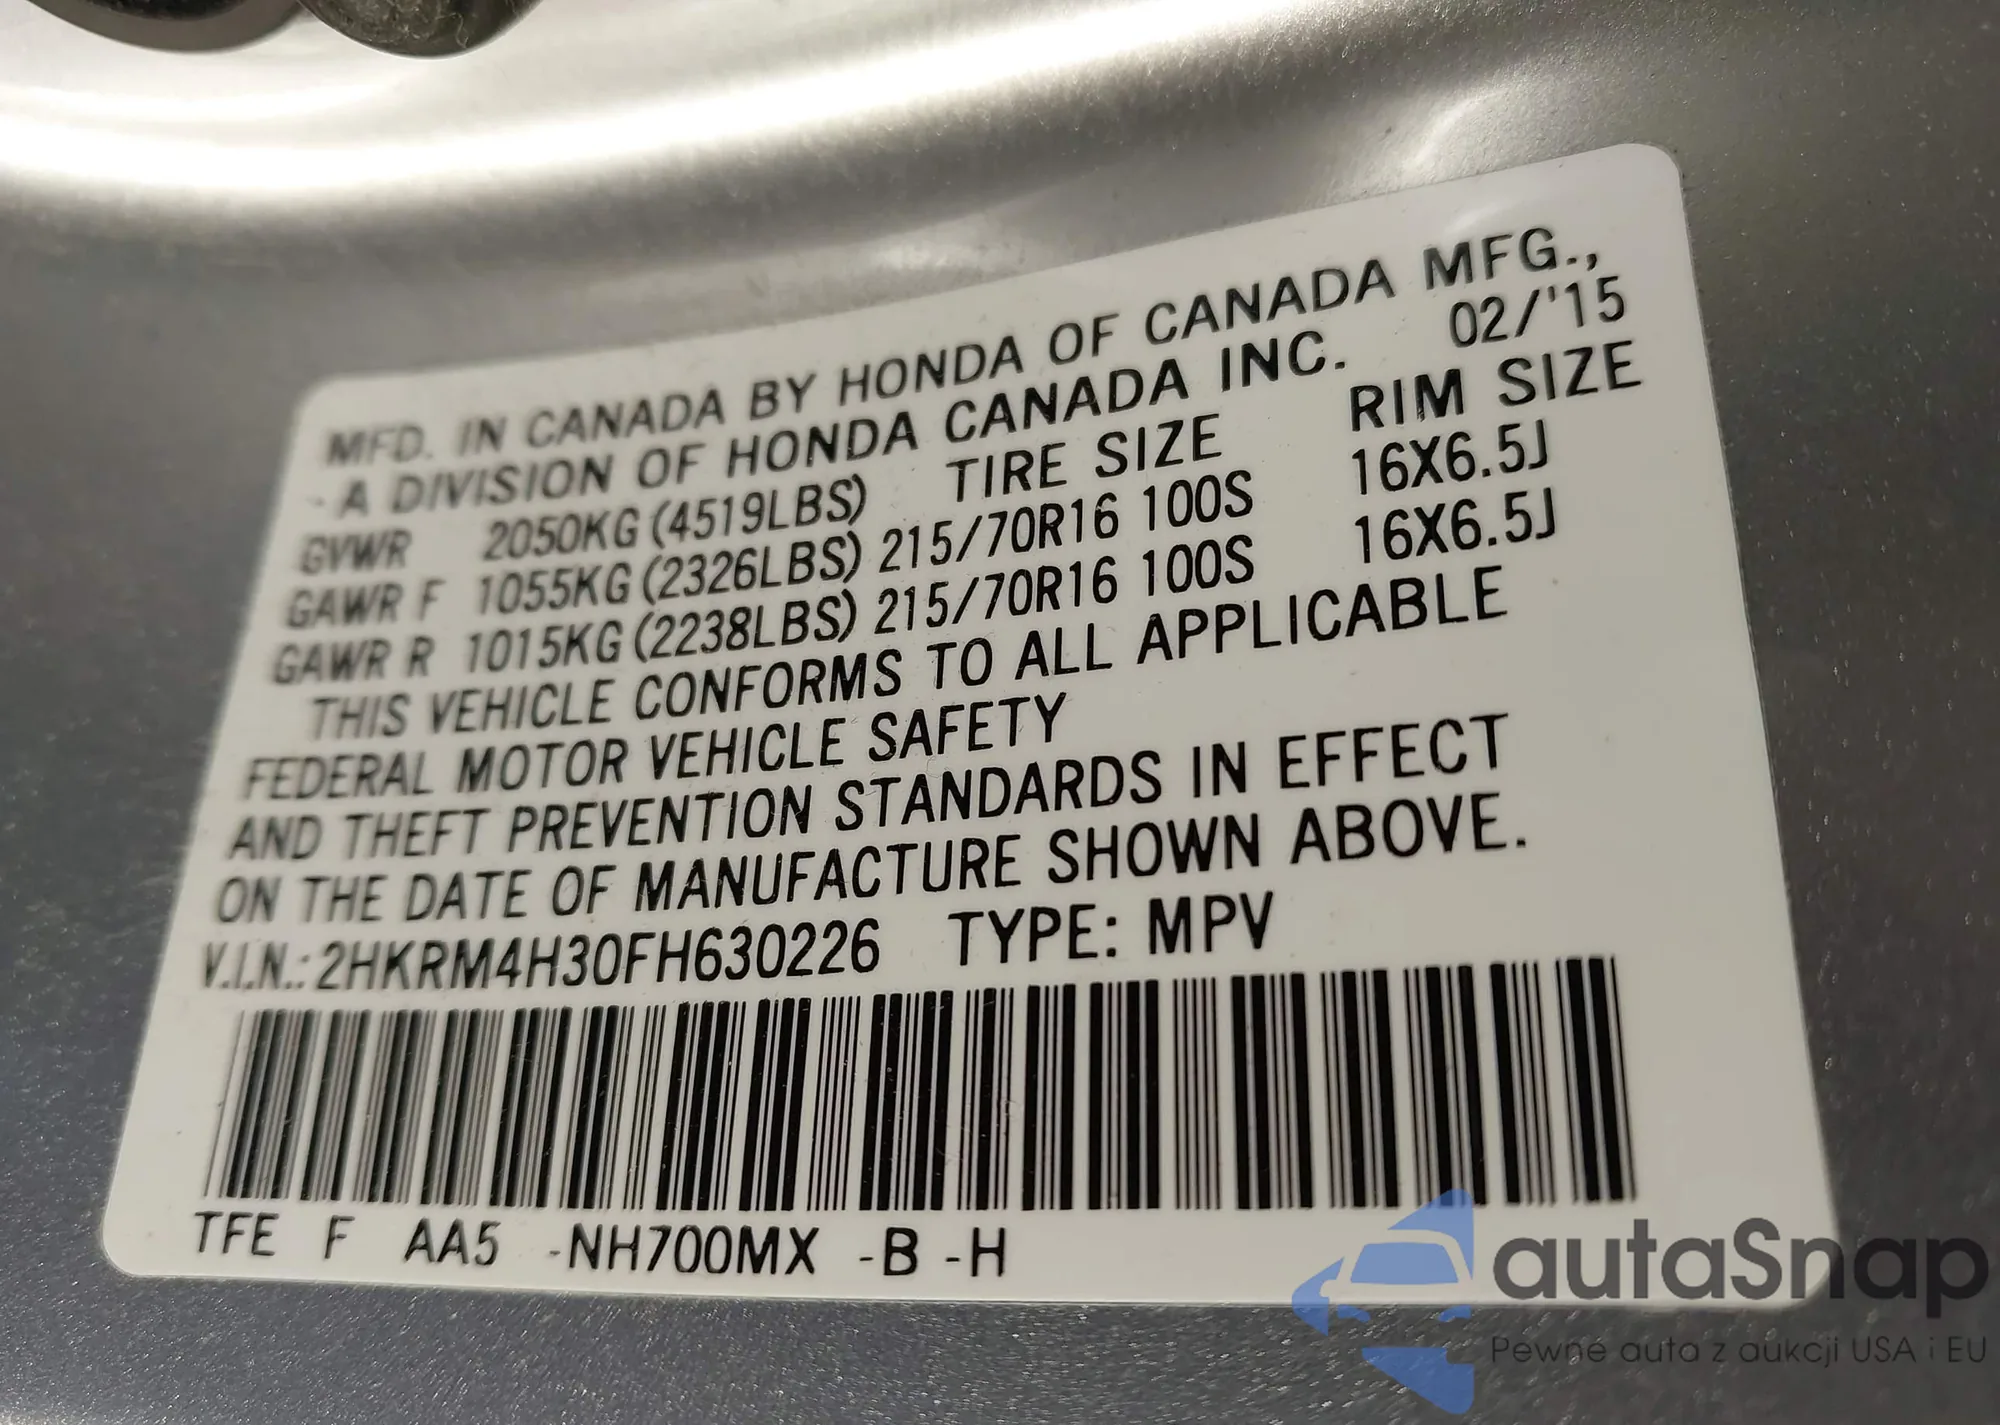 MFD. IN CANADA BY HONDA OF CANADA MFG.,
- A DIVISION OF HONDA CANADA INC. 02/'15
GVWR 2050KG (4519LBS) TIRE SIZE RIM SIZE
GAWR F 1055KG (2326LBS) 215/70R16 100S 16X6.5J
GAWR R 1015KG (2238LBS) 215/70R16 100S 16X6.5J
THIS VEHICLE CONFORMS TO ALL APPLICABLE
FEDERAL MOTOR VEHICLE SAFETY
AND THEFT PREVENTION STANDARDS IN EFFECT
ON THE DATE OF MANUFACTURE SHOWN ABOVE.
V.I.N.: 2HKRM4H30FH630226 TYPE: MPV
TFE F AA5 -NH700MX -B -H
autaSnap
Pewne auta z aukcji USA i EU